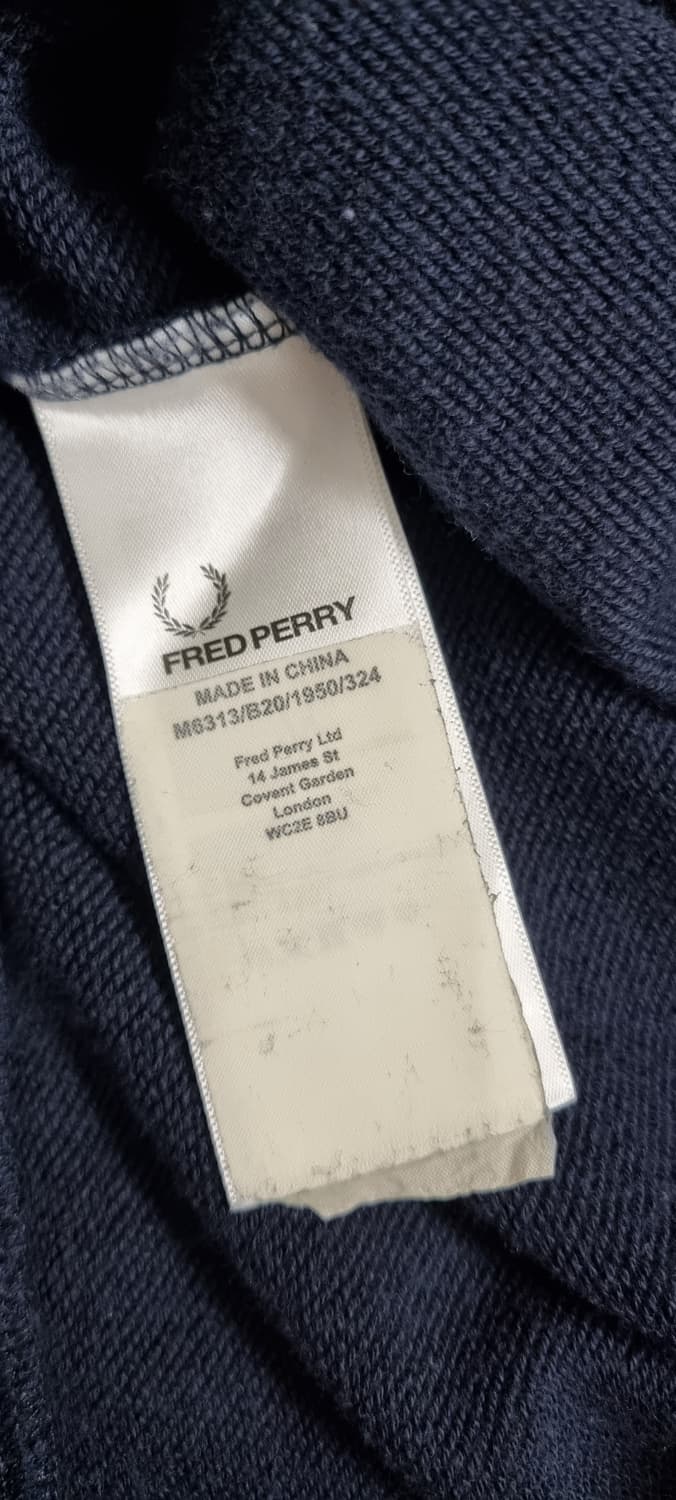 FRED PERRY
MADE IN CHINA
M6313/B20/1950/324
Fred Perry Ltd
14 James St
Covent Garden
London
WC2E 8BU